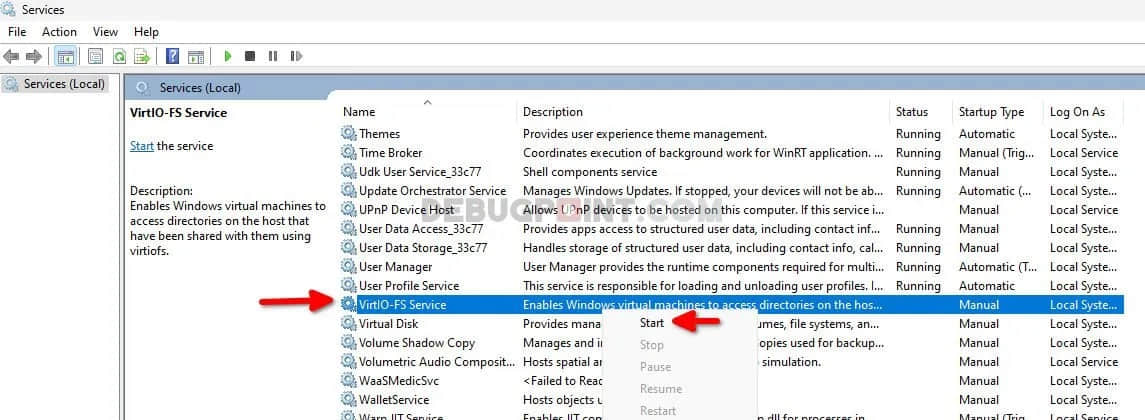 Services
File Action View Help
Services (Local)
Services (Local)
VirtIO-FS Service
Start the service
Description:
Enables Windows virtual machines to
access directories on the host that
have been shared with them using
virtiofs.
Name Description Status Startup Type Log On As
Themes Provides user experience theme management. Running Automatic Local Syste...
Time Broker Coordinates execution of background work for WinRT application. ... Running Manual (Trig... Local Service
Udk User Service_33c77 Shell components service Running Manual Local Syste...
Update Orchestrator Service Manages Windows Updates. If stopped, your devices will not be ab... Running Automatic (... Local Syste...
UPnP Device Host Allows UPnP devices to be hosted on this computer. If this service i... Manual Local Service
User Data Access_33c77 Provides apps access to structured user data, including contact inf... Running Manual Local Syste...
User Data Storage_33c77 Handles storage of structured user data, including contact info, cal... Running Manual Local Syste...
User Manager User Manager provides the runtime components required for multi... Running Automatic (T... Local Syste...
User Profile Service This service is responsible for loading and unloading user profiles. I... Running Automatic Local Syste...
VirtIO-FS Service Enables Windows virtual machines to access directories on the hos... Manual Local Syste...
Virtual Disk Provides mana umes, file systems, an... Manual Local Syste...
Volume Shadow Copy Manages and in opies used for backup... Manual Local Syste...
Volumetric Audio Composit... Hosts spatial an simulation. Manual Local Service
WaaSMedicSvc <Failed to Reac Manual Local Syste...
WalletService Hosts objects u Manual Local Syste...
Warp JIT Service Enables JIT com dll for processes in Manual (Trig... Local Service
Start
Stop
Pause
Resume
Restart
DEBUGPOINT.COM